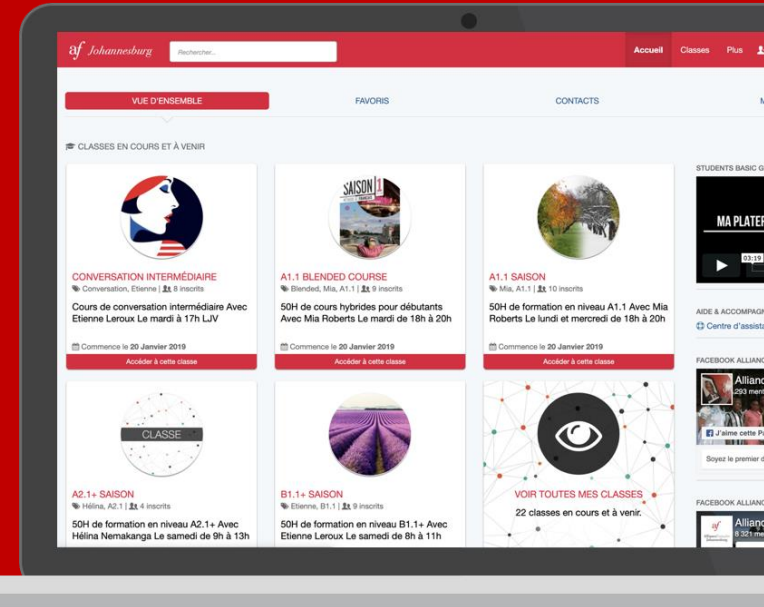 af Johannesburg
Rechercher...
Accueil
Classes
Plus
VUE D'ENSEMBLE
FAVORIS
CONTACTS
CLASSES EN COURS ET À VENIR
SAISON 1
CONVERSATION INTERMÉDIAIRE
Conversation, Etienne | 8 inscrits
Cours de conversation intermédiaire Avec
Etienne Leroux Le mardi à 17h LJV
Commence le 20 Janvier 2019
Accéder à cette classe
A1.1 BLENDED COURSE
Blended, Mia, A1.1 | 9 inscrits
50H de cours hybrides pour débutants
Avec Mia Roberts Le mardi de 18h à 20h
Commence le 20 Janvier 2019
Accéder à cette classe
A1.1 SAISON
Mia, A1.1 | 10 inscrits
50H de formation en niveau A1.1 Avec Mia
Roberts Le lundi et mercredi de 18h à 20h
Commence le 20 Janvier 2019
Accéder à cette classe
CLASSE
A2.1+ SAISON
Hélina, A2.1 | 4 inscrits
50H de formation en niveau A2.1+ Avec
Hélina Nemakanga Le samedi de 9h à 13h
B1.1+ SAISON
Etienne, B1.1 | 9 inscrits
50H de formation en niveau B1.1+ Avec
Etienne Leroux Le samedi de 8h à 11h
VOIR TOUTES MES CLASSES
22 classes en cours et à venir.
STUDENTS BASIC G
MA PLATEF
03:19
AIDE & ACCOMPAGN
Centre d'assista
FACEBOOK ALLIANC
Allianc
293 ment
J'aime cette Pa
Soyez le premier d
FACEBOOK ALLIANC
af
Allianc
8 321 me